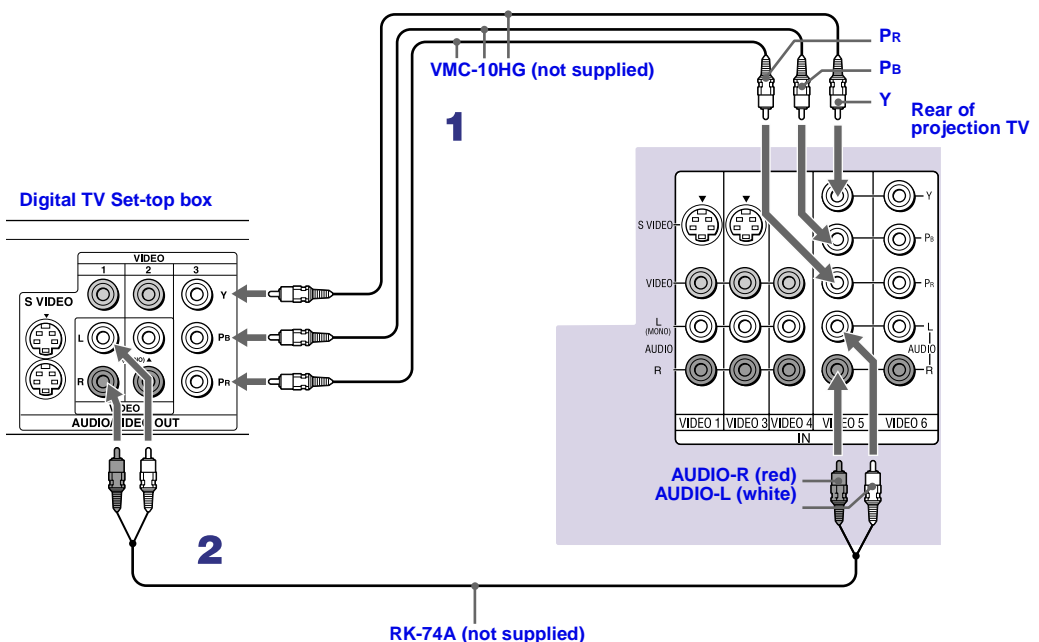 PR
VMC-10HG (not supplied)
PB
Y
1
Rear of
projection TV
Digital TV Set-top box
VIDEO
1 2 3
S VIDEO
Y
L
PB
R
PR
AUDIO/VIDEO OUT
Y
S VIDEO
PB
VIDEO
PR
L
(MONO)
L
AUDIO
AUDIO
R
R
VIDEO 1 VIDEO 3 VIDEO 4 VIDEO 5 VIDEO 6
IN
AUDIO-R (red)
AUDIO-L (white)
2
RK-74A (not supplied)